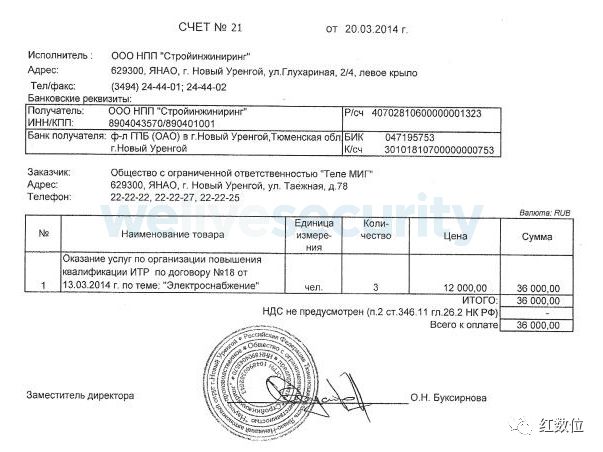 СЧЕТ № 21 от 20.03.2014 г.
Исполнитель : ООО НПП "Стройинжиниринг"
Адрес: 629300, ЯНАО, г. Новый Уренгой, ул.Глухариная, 2/4, левое крыло
Тел/факс: (3494) 24-44-01; 24-44-02
Банковские реквизиты:
Получатель: ООО НПП "Стройинжиниринг" Р/сч 40702810600000001323
ИНН/КПП: 8904043570/890401001
Банк получателя: ф-л ГПБ (ОАО) в г.Новый Уренгой,Тюменская обл БИК 047195753
г.Новый Уренгой К/сч 30101810700000000753
Заказчик: Общество с ограниченной ответственностью "Теле МИГ"
Адрес: 629300, ЯНАО, г. Новый Уренгой, ул. Таежная, д.78
Телефон: 22-22-22, 22-22-27, 22-22-25
welivesecurity
Валюта: RUB
№ Наименование товара Единица измере-ния Коли-чество Цена Сумма
Оказание услуг по организации повышения
квалификации ИТР по договору №18 от
1 13.03.2014 г. по теме: "Электроснабжение" чел. 3 12 000,00 36 000,00
ИТОГО: 36 000,00
НДС не предусмотрен (п.2 ст.346.11 гл.26.2 НК РФ) -
Всего к оплате 36 000,00
Заместитель директора О.Н. Буксирнова
红数位